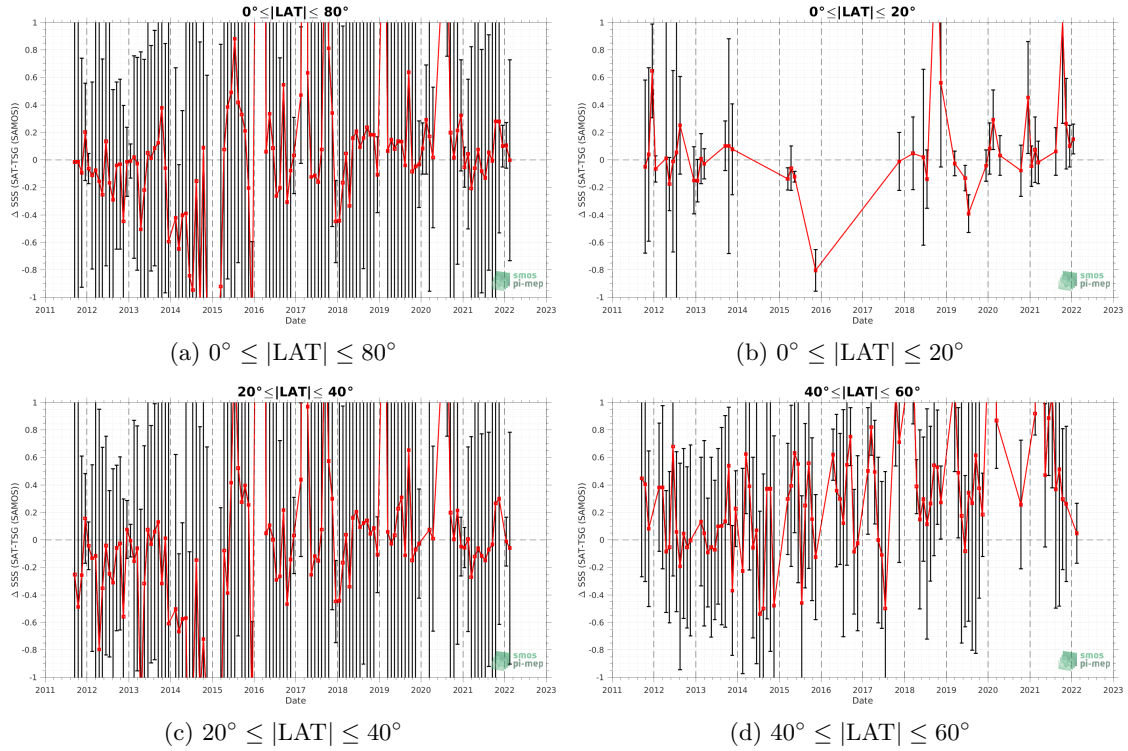 0°≤|LAT|≤ 80°
Δ SSS (SAT-TSG (SAMOS))
1
0.8
0.6
0.4
0.2
0
-0.2
-0.4
-0.6
-0.8
-1
2011 2012 2013 2014 2015 2016 2017 2018 2019 2020 2021 2022 2023
Date
smos
pi-mep
(a) 0° ≤ |LAT| ≤ 80°
0°≤|LAT|≤ 20°
Δ SSS (SAT-TSG (SAMOS))
1
0.8
0.6
0.4
0.2
0
-0.2
-0.4
-0.6
-0.8
-1
2011 2012 2013 2014 2015 2016 2017 2018 2019 2020 2021 2022 2023
Date
smos
pi-mep
(b) 0° ≤ |LAT| ≤ 20°
20°≤|LAT|≤ 40°
Δ SSS (SAT-TSG (SAMOS))
1
0.8
0.6
0.4
0.2
0
-0.2
-0.4
-0.6
-0.8
-1
2011 2012 2013 2014 2015 2016 2017 2018 2019 2020 2021 2022 2023
Date
smos
pi-mep
(c) 20° ≤ |LAT| ≤ 40°
40°≤|LAT|≤ 60°
Δ SSS (SAT-TSG (SAMOS))
1
0.8
0.6
0.4
0.2
0
-0.2
-0.4
-0.6
-0.8
-1
2011 2012 2013 2014 2015 2016 2017 2018 2019 2020 2021 2022 2023
Date
smos
pi-mep
(d) 40° ≤ |LAT| ≤ 60°